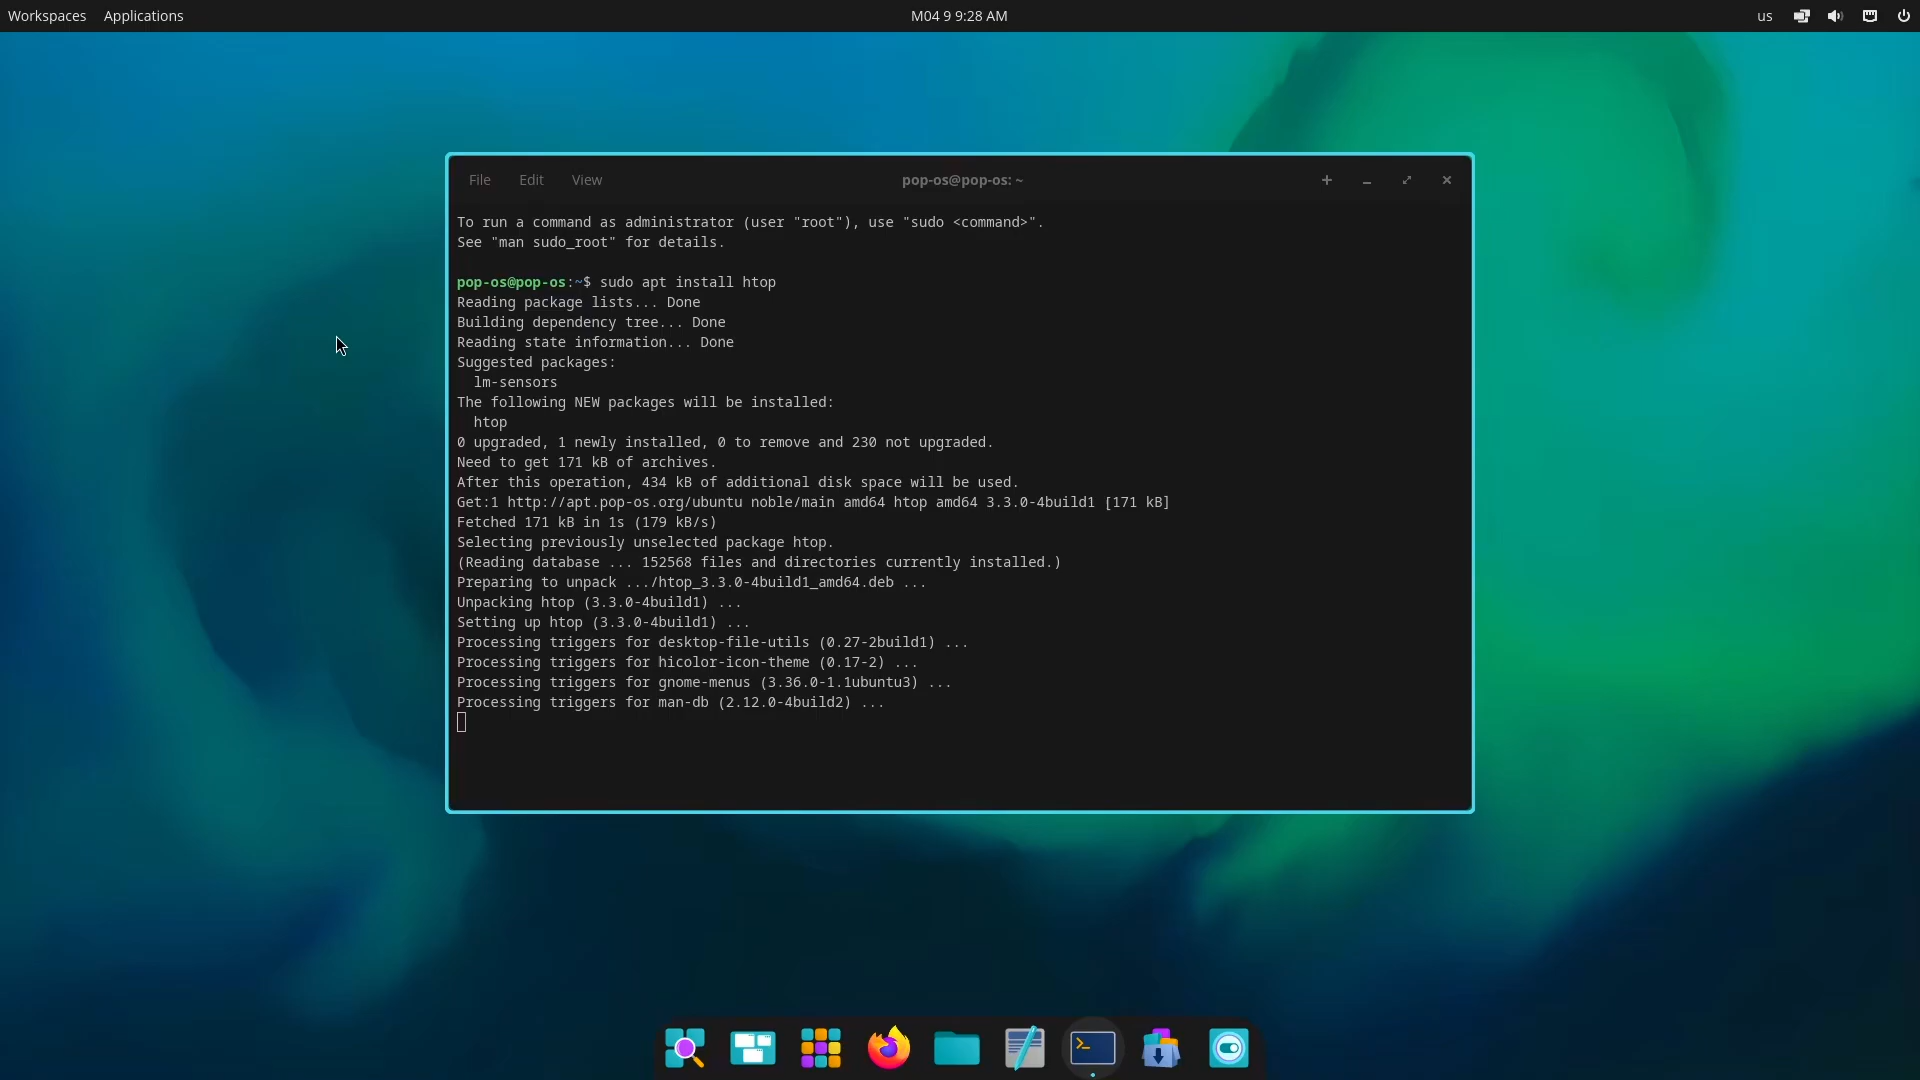 Workspaces Applications M04 9 9:28 AM us
File Edit View pop-os@pop-os: ~
To run a command as administrator (user "root"), use "sudo <command>".
See "man sudo_root" for details.
pop-os@pop-os:~$ sudo apt install htop
Reading package lists... Done
Building dependency tree... Done
Reading state information... Done
Suggested packages:
  lm-sensors
The following NEW packages will be installed:
  htop
0 upgraded, 1 newly installed, 0 to remove and 230 not upgraded.
Need to get 171 kB of archives.
After this operation, 434 kB of additional disk space will be used.
Get:1 http://apt.pop-os.org/ubuntu noble/main amd64 htop amd64 3.3.0-4build1 [171 kB]
Fetched 171 kB in 1s (179 kB/s)
Selecting previously unselected package htop.
(Reading database ... 152568 files and directories currently installed.)
Preparing to unpack .../htop_3.3.0-4build1_amd64.deb ...
Unpacking htop (3.3.0-4build1) ...
Setting up htop (3.3.0-4build1) ...
Processing triggers for desktop-file-utils (0.27-2build1) ...
Processing triggers for hicolor-icon-theme (0.17-2) ...
Processing triggers for gnome-menus (3.36.0-1.1ubuntu3) ...
Processing triggers for man-db (2.12.0-4build2) ...